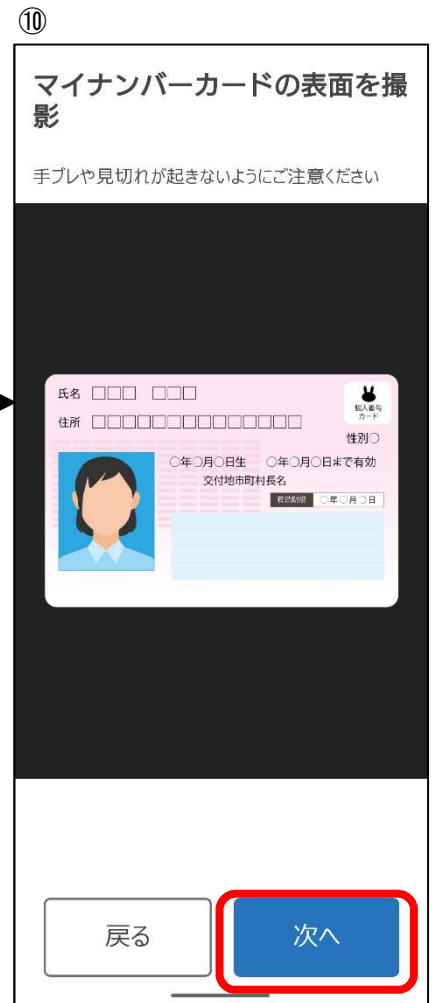 ⑩
マイナンバーカードの表面を撮
影
手ブレや見切れが起きないようにご注意ください
氏名 □□□ □□□
個人番号
カード
住所 □□□□□□□□□□□□□□
性別○
○年○月○日生 ○年○月○日まで有効
交付地市町村長名
有効期限 ○年○月○日
戻る
次へ